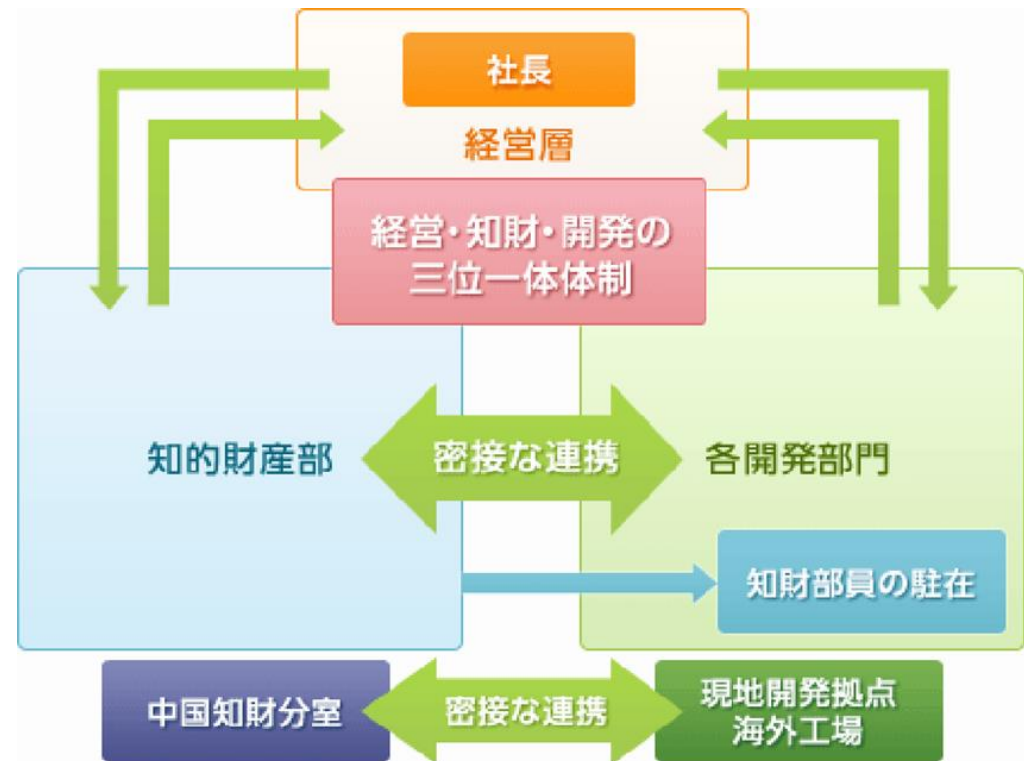 社長
経営層
経営・知財・開発の
三位一体体制
知的財産部
密接な連携
各開発部門
知財部員の駐在
中国知財分室
密接な連携
現地開発拠点
海外工場